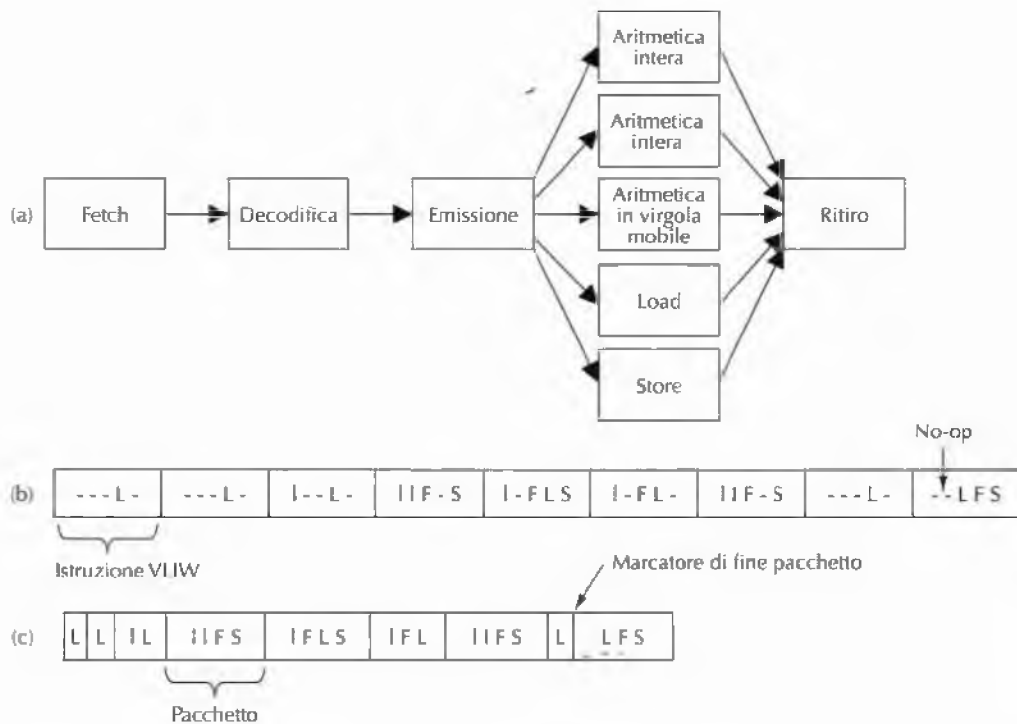 Aritmetica
intera
Aritmetica
intera
(a)
Fetch
Decodifica
Emissione
Aritmetica
in virgola
mobile
Ritiro
Load
Store
No-op
(b)
- - - L -
- - - L -
I - - L -
I I F - S
I - F L S
I - F L -
I I F - S
- - - L -
- - L F S
Istruzione VLIW
Marcatore di fine pacchetto
(c)
L
L
I L
I I F S
I F L S
I F L
I I F S
L
L F S
Pacchetto